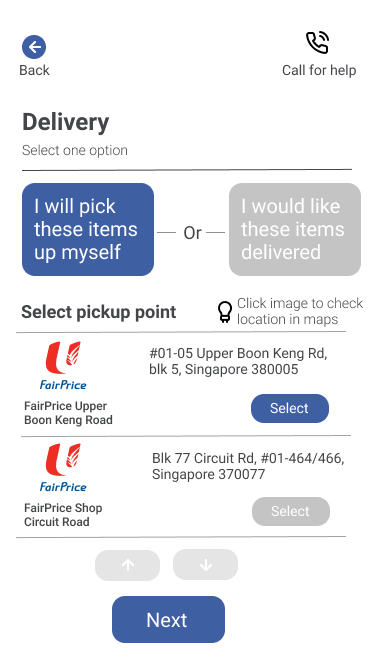 Back
Call for help
Delivery
Select one option
I will pick
these items
up myself
Or
I would like
these items
delivered
Select pickup point
Click image to check
location in maps
FairPrice
#01-05 Upper Boon Keng Rd,
blk 5, Singapore 380005
FairPrice Upper
Boon Keng Road
Select
FairPrice
Blk 77 Circuit Rd, #01-464/466,
Singapore 370077
FairPrice Shop
Circuit Road
Select
Next